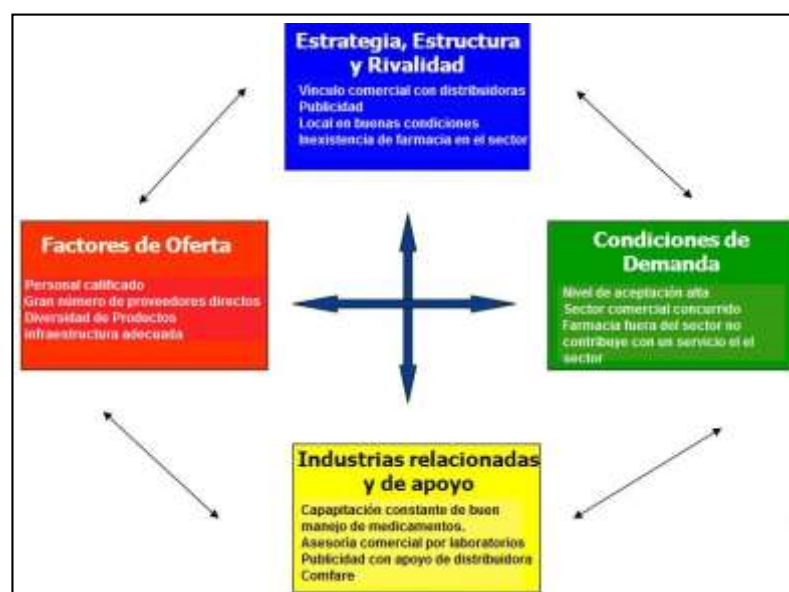 Estrategia, Estructura
y Rivalidad
Vinculo comercial con distribuidoras
Publicidad
Local en buenas condiciones
Inexistencia de farmacia en el sector
Factores de Oferta
Personal calificado
Gran número de proveedores directos
Diversidad de Productos
infraestructura adecuada
Condiciones de
Demanda
Nivel de aceptación alta
Sector comercial concurrido
Farmacia fuera del sector no
contribuye con un servicio el el
sector
Industrias relacionadas
y de apoyo
Capapitación constante de buen
manejo de medicamentos.
Asesoria comercial por laboratorios
Publicidad con apoyo de distribuidora
Comfare